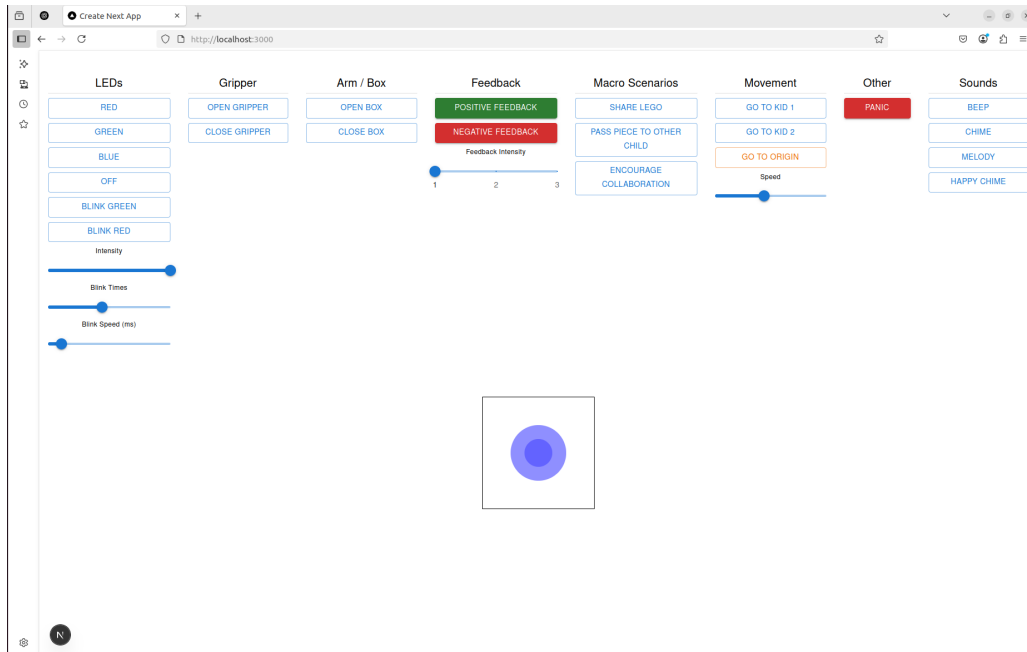 Create Next App
http://localhost:3000
LEDs
RED
GREEN
BLUE
OFF
BLINK GREEN
BLINK RED
Intensity
Blink Times
Blink Speed (ms)
Gripper
OPEN GRIPPER
CLOSE GRIPPER
Arm / Box
OPEN BOX
CLOSE BOX
Feedback
POSITIVE FEEDBACK
NEGATIVE FEEDBACK
Feedback Intensity
1 2 3
Macro Scenarios
SHARE LEGO
PASS PIECE TO OTHER
CHILD
ENCOURAGE
COLLABORATION
Movement
GO TO KID 1
GO TO KID 2
GO TO ORIGIN
Speed
Other
PANIC
Sounds
BEEP
CHIME
MELODY
HAPPY CHIME
N